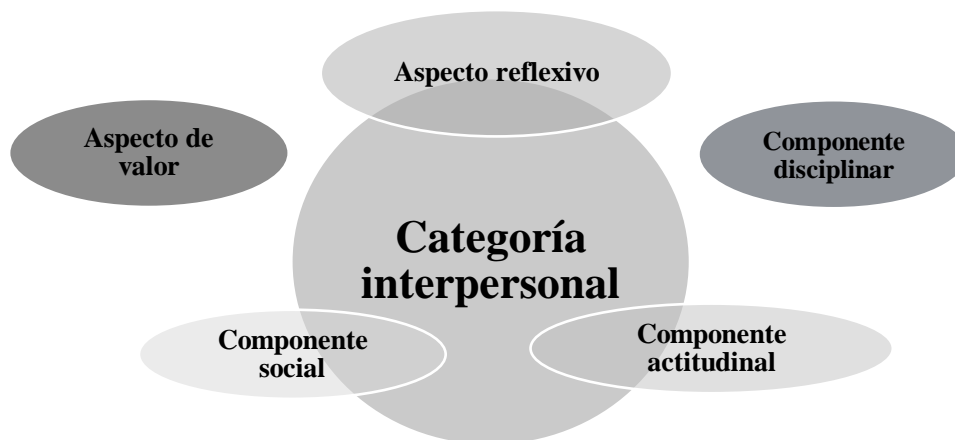 Aspecto reflexivo
Aspecto de
valor
Componente
disciplinar
Categoría
interpersonal
Componente
social
Componente
actitudinal